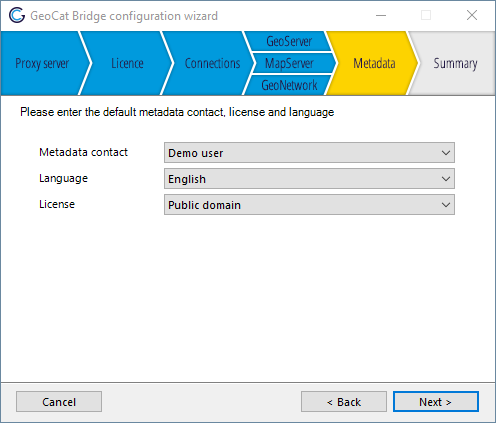 GeoCat Bridge configuration wizard
Proxy server
Licence
Connections
GeoServer
MapServer
GeoNetwork
Metadata
Summary
Please enter the default metadata contact, license and language
Metadata contact Demo user
Language English
License Public domain
Cancel < Back Next >